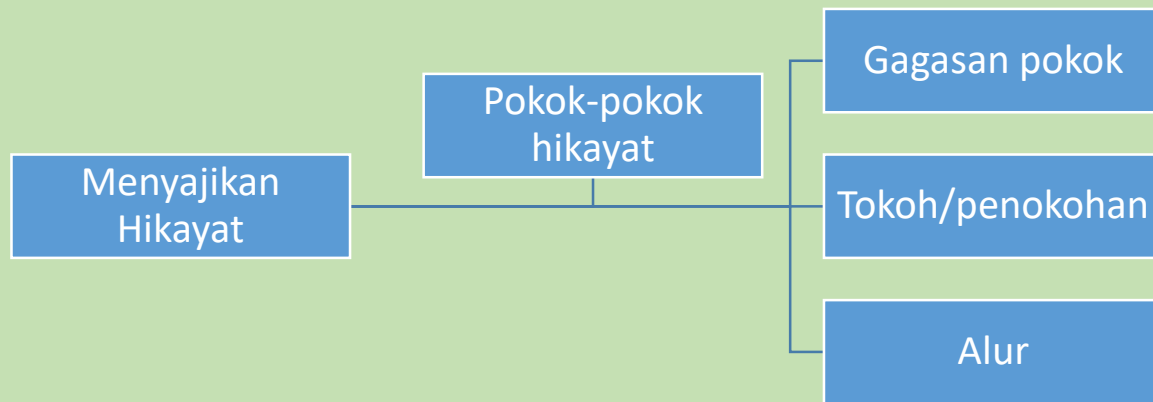 Menyajikan
Hikayat
Pokok-pokok
hikayat
Gagasan pokok
Tokoh/penokohan
Alur